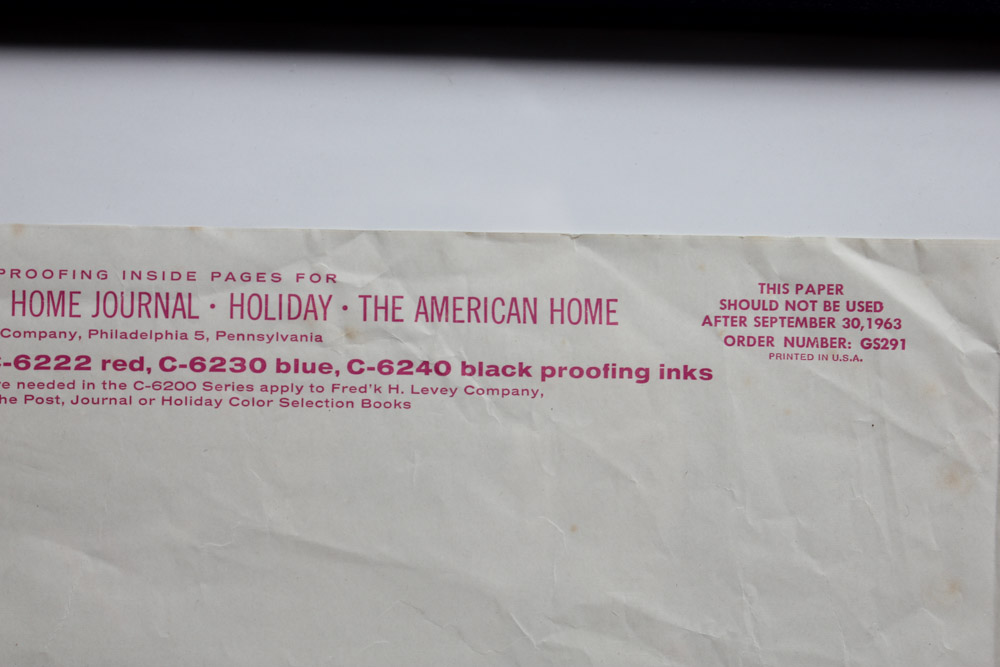 PROOFING INSIDE PAGES FOR
HOME JOURNAL · HOLIDAY · THE AMERICAN HOME
Company, Philadelphia 5, Pennsylvania
-6222 red, C-6230 blue, C-6240 black proofing inks
re needed in the C-6200 Series apply to Fred'k H. Levey Company,
he Post, Journal or Holiday Color Selection Books
THIS PAPER
SHOULD NOT BE USED
AFTER SEPTEMBER 30,1963
ORDER NUMBER: GS291
PRINTED IN U.S.A.